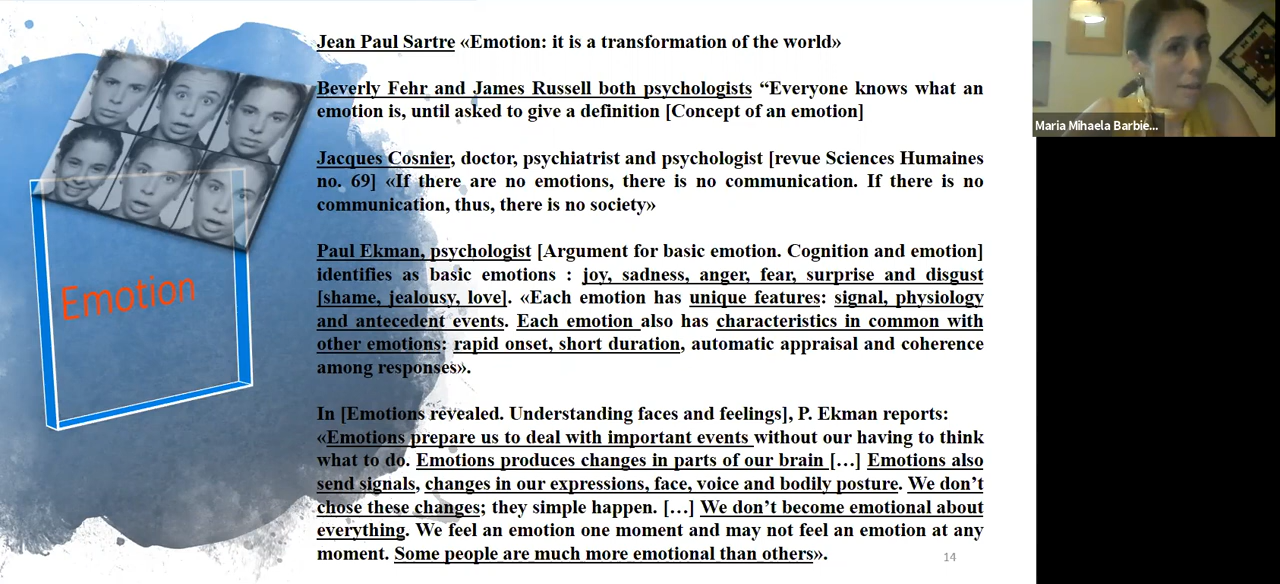 Jean Paul Sartre «Emotion: it is a transformation of the world»
Beverly Fehr and James Russell both psychologists “Everyone knows what an
emotion is, until asked to give a definition [Concept of an emotion]
Jacques Cosnier, doctor, psychiatrist and psychologist [revue Sciences Humaines
no. 69] «If there are no emotions, there is no communication. If there is no
communication, thus, there is no society»
Paul Ekman, psychologist [Argument for basic emotion. Cognition and emotion]
identifies as basic emotions : joy, sadness, anger, fear, surprise and disgust
[shame, jealousy, love]. «Each emotion has unique features: signal, physiology
and antecedent events. Each emotion also has characteristics in common with
other emotions: rapid onset, short duration, automatic appraisal and coherence
among responses».
In [Emotions revealed. Understanding faces and feelings], P. Ekman reports:
«Emotions prepare us to deal with important events without our having to think
what to do. Emotions produces changes in parts of our brain […] Emotions also
send signals, changes in our expressions, face, voice and bodily posture. We don’t
chose these changes; they simple happen. […] We don’t become emotional about
everything. We feel an emotion one moment and may not feel an emotion at any
moment. Some people are much more emotional than others».
Emotion
14
Maria Mihaela Barbie...